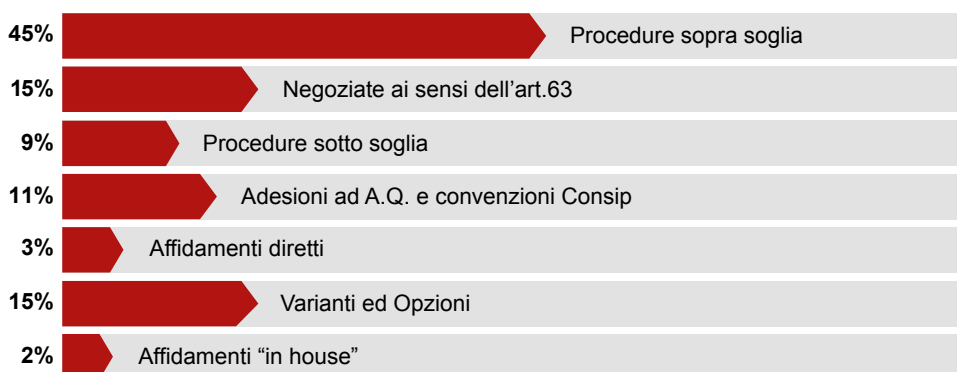 45% Procedure sopra soglia
15% Negoziate ai sensi dell’art.63
9% Procedure sotto soglia
11% Adesioni ad A.Q. e convenzioni Consip
3% Affidamenti diretti
15% Varianti ed Opzioni
2% Affidamenti “in house”